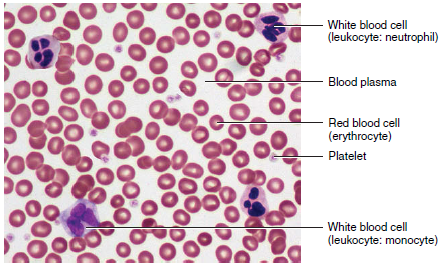 White blood cell
(leukocyte: neutrophil)
Blood plasma
Red blood cell
(erythrocyte)
Platelet
White blood cell
(leukocyte: monocyte)